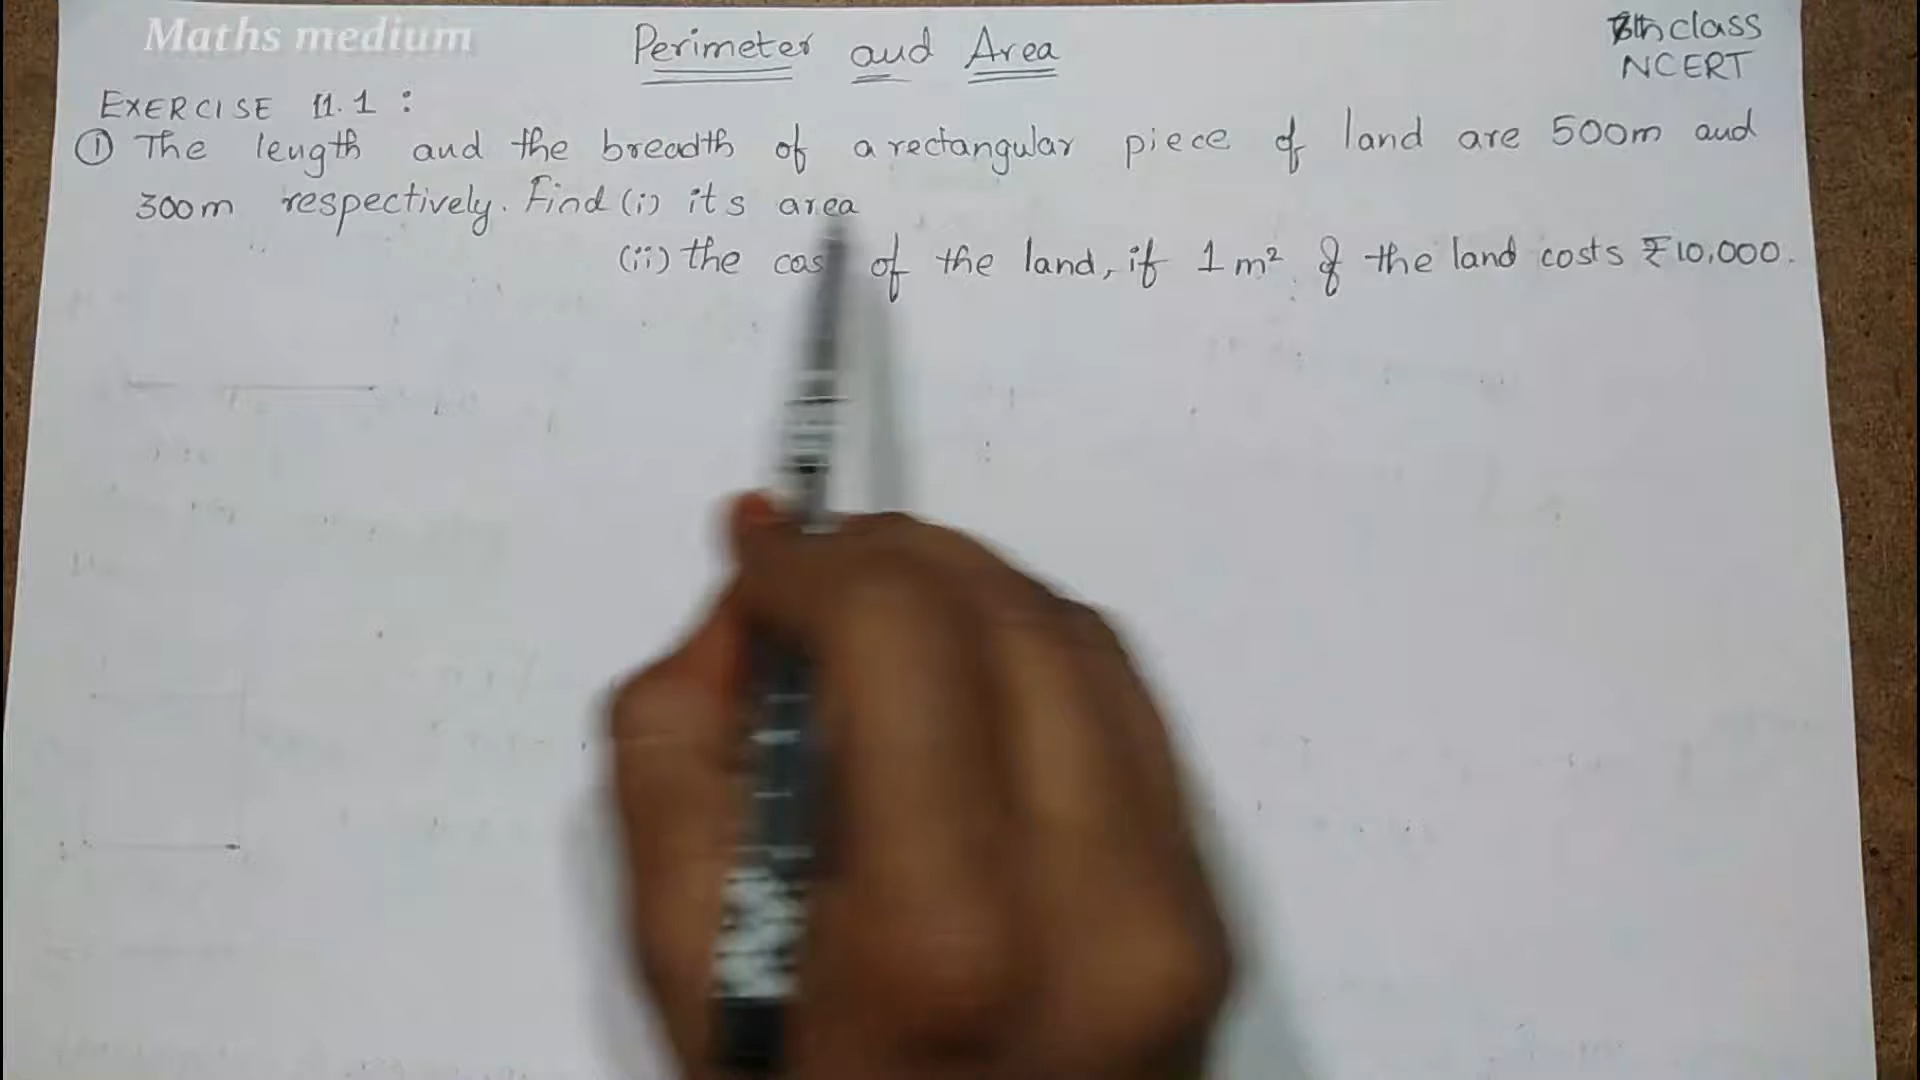 Maths medium
Perimeter and Area
7th class
NCERT
EXERCISE 11.1 :
① The length and the breadth of a rectangular piece of land are 500m and
300m respectively. Find (i) its area
(ii) the of the land, if 1 m² of the land costs ₹10,000.